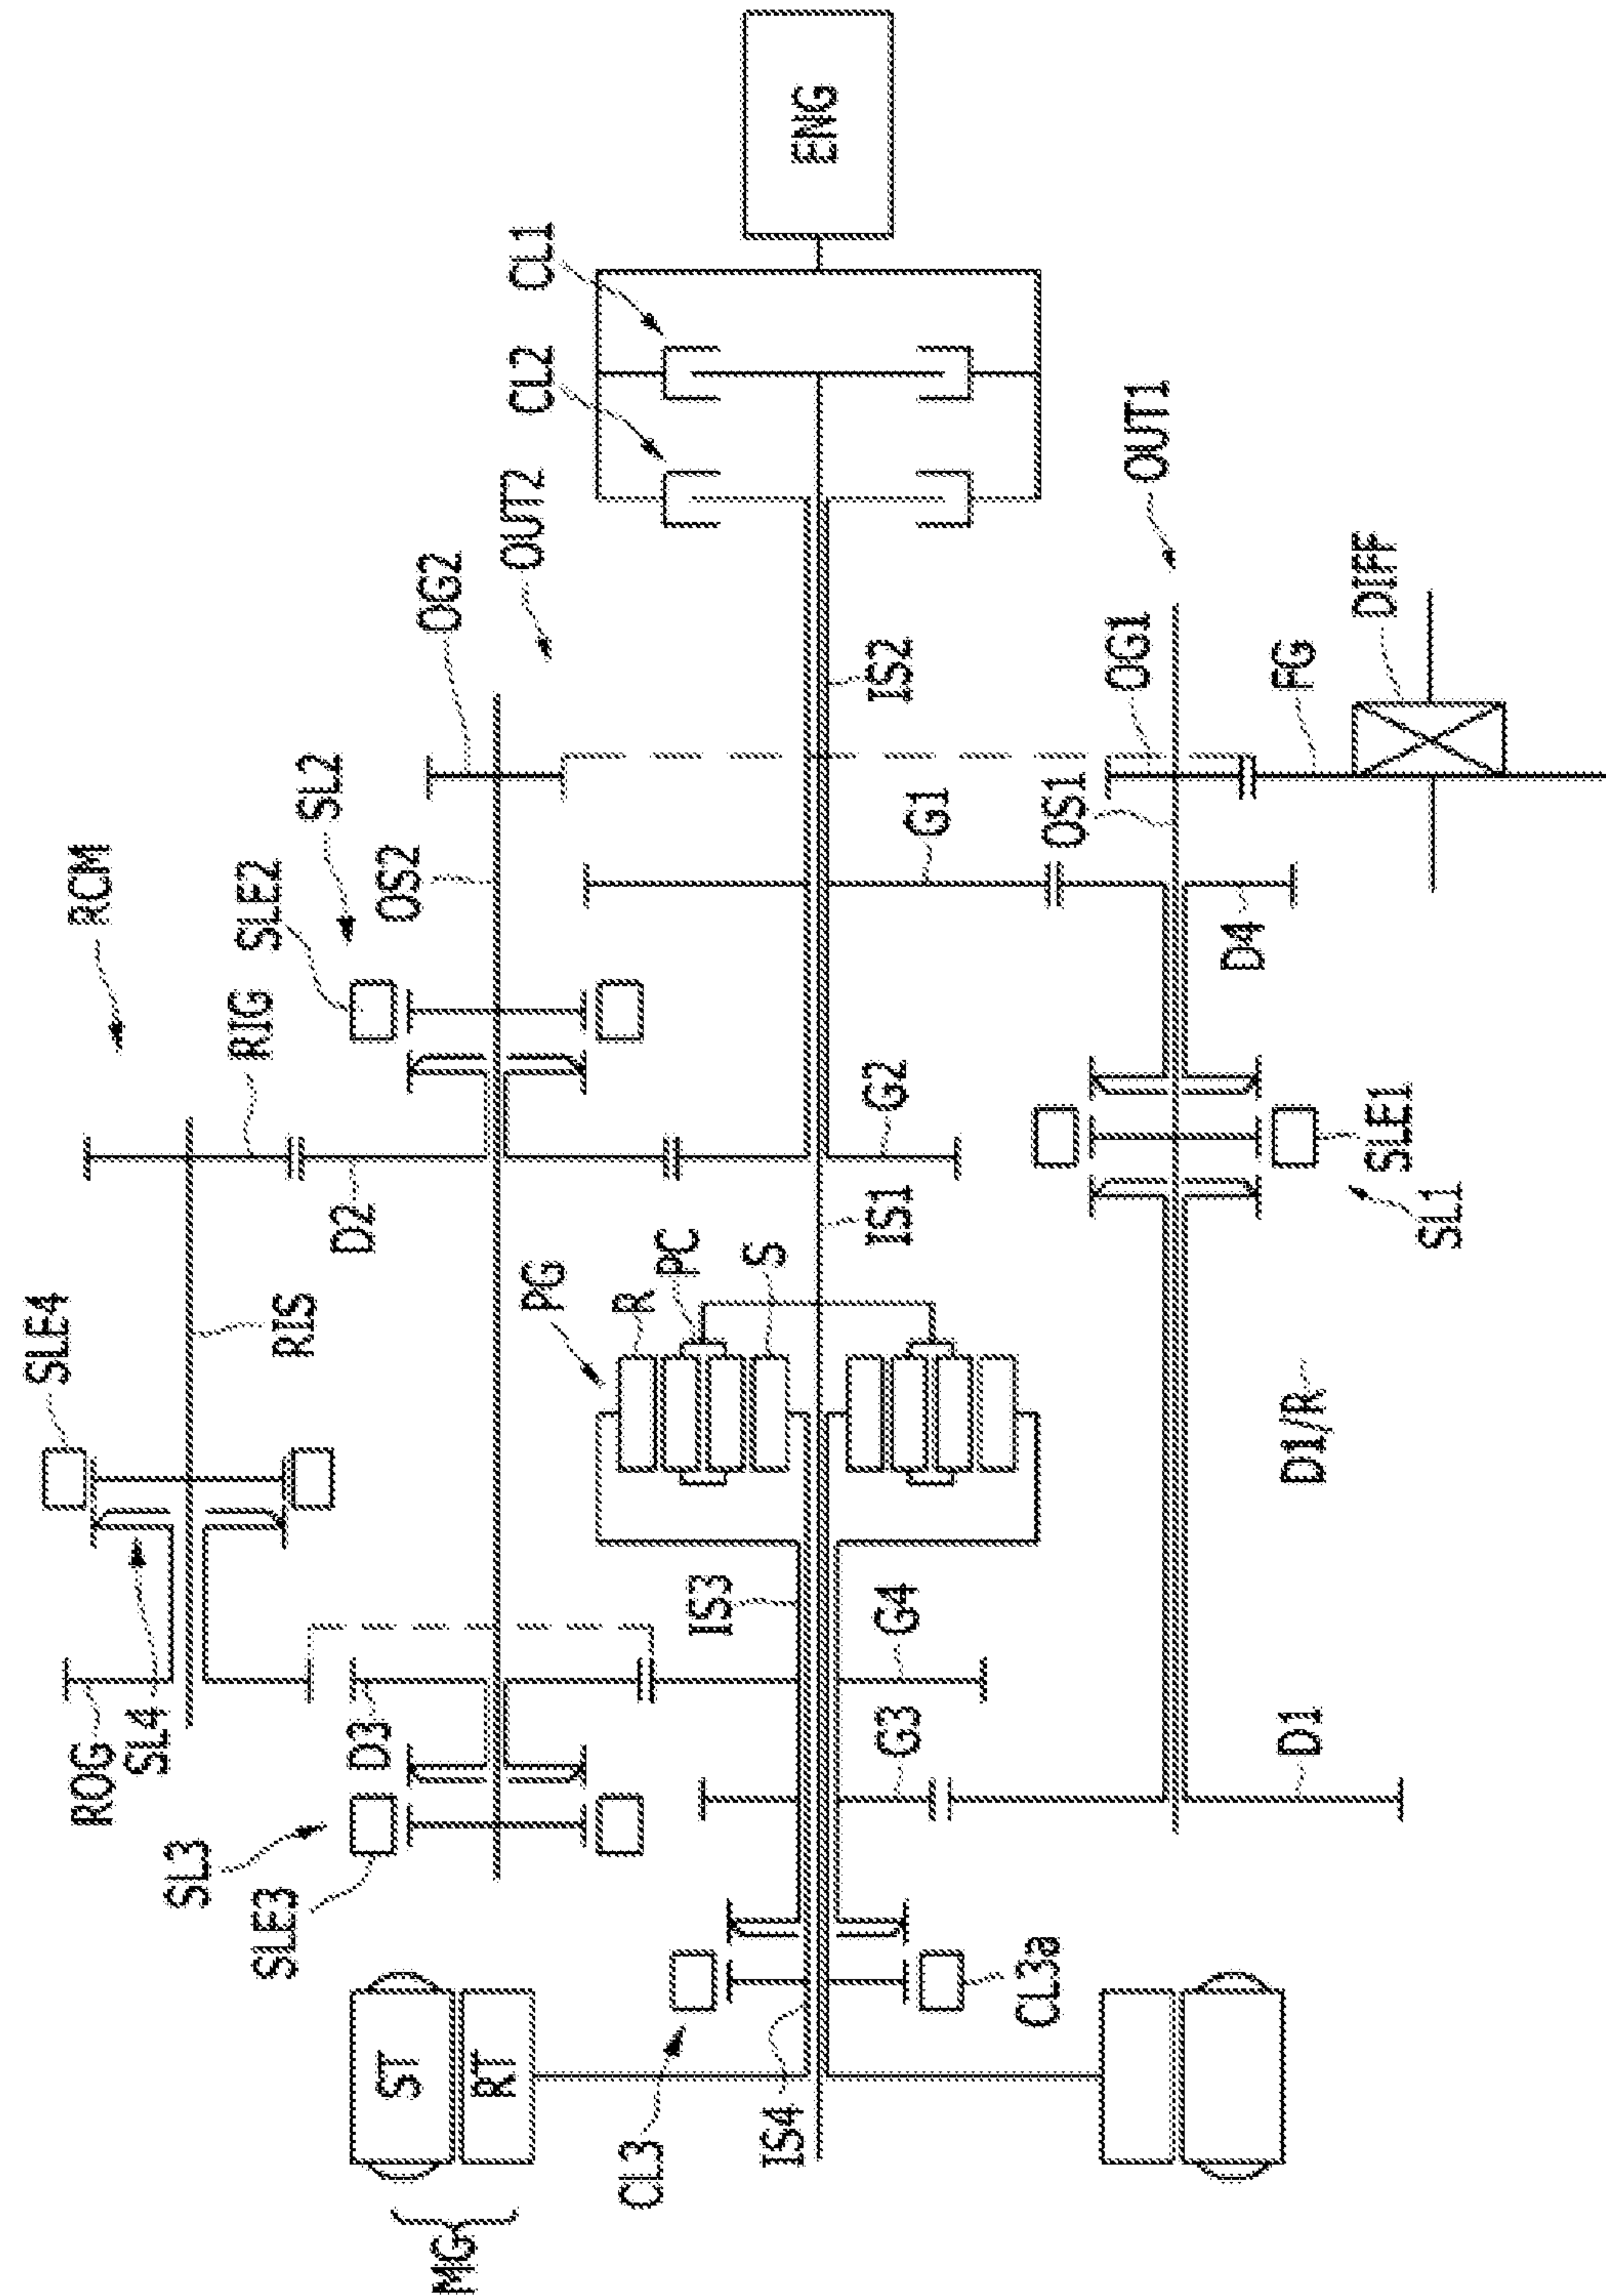 ENG
CL1
CL2
OUT2
OG2
OUT1
DIFF
FG
OG1
IS2
SL2
SLE2
OS2
G1
OS1
D4
RCM
RIG
G2
SLE1
SL1
D2
IS1
PC
S
PG
R
SLE4
RIS
D1/R
IS3
G4
G3
D1
D3
SL4
ROG
SL3
SLE3
CL3a
ST
RT
CL3
IS4
MG